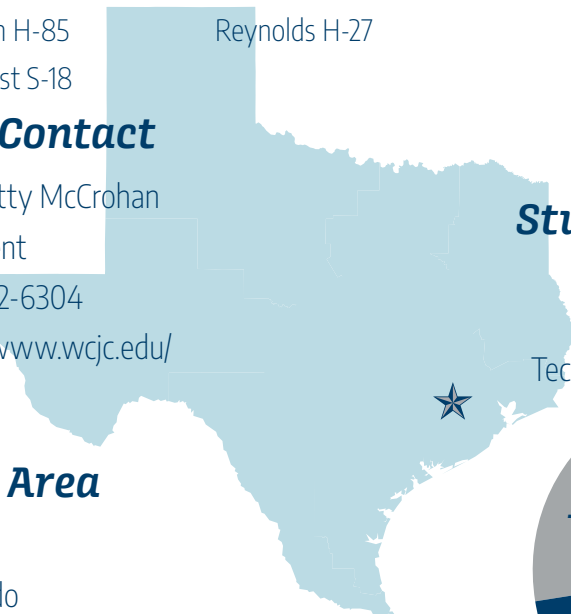 n H-85
Reynolds H-27
st S-18
Contact
tty McCrohan
Stu
nt
2-6304
www.wcjc.edu/
Tec
Area
lo